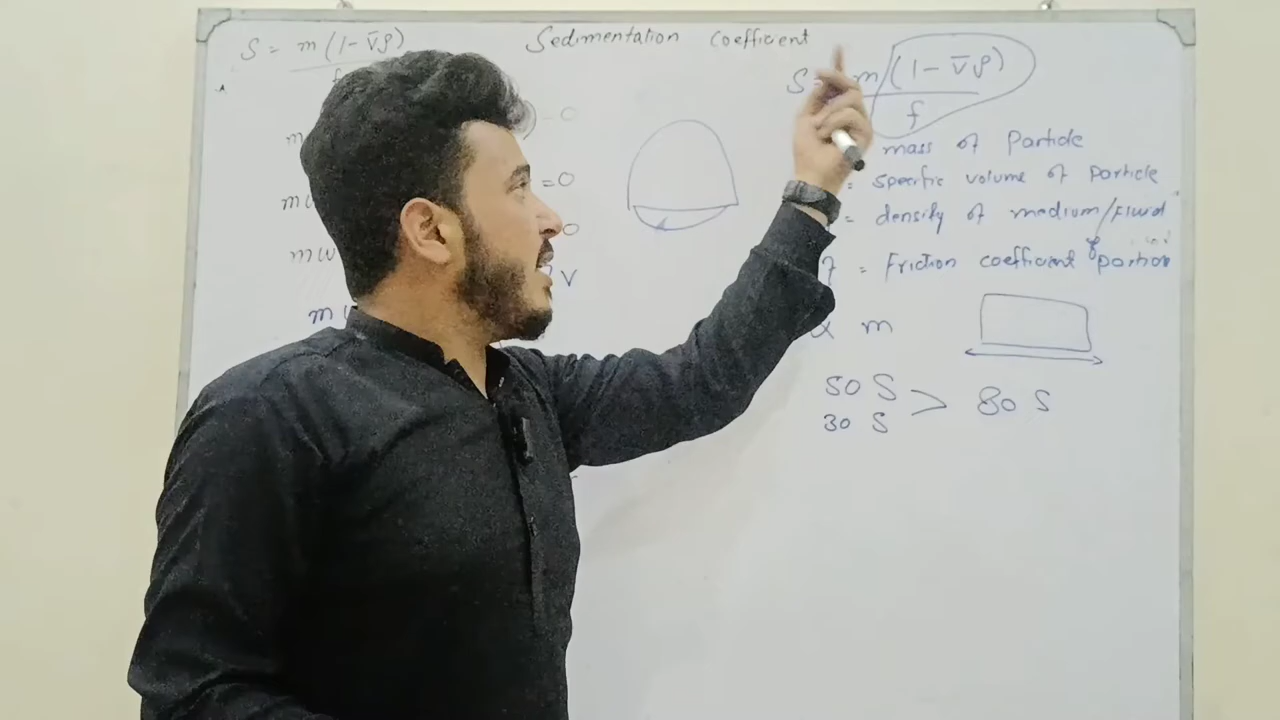 S = m(1 - V̄ρ)
Sedimentation coefficient
S = m(1 - V̄ρ)
f
) - 0
mass of Particle
= 0
= specific volume of particle
= density of medium/Fluid
0
V
= Friction coefficient of
m
m
50 S
30 S
> 80 S